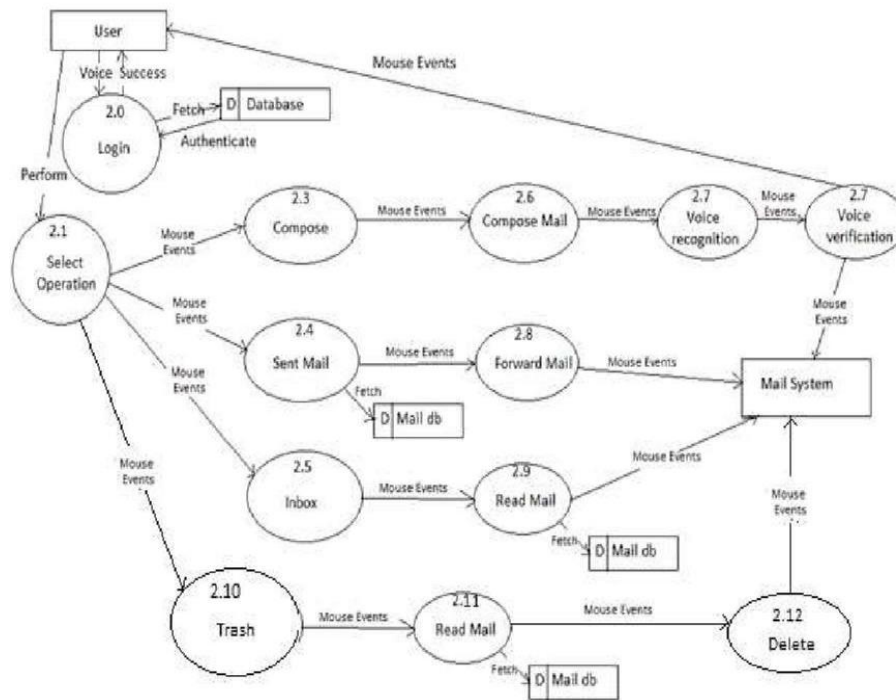 User
Mouse Events
Voice Success
2.0
Login
Fetch
D Database
Authenticate
Perform
2.1
Select
Operation
Mouse
Events
2.3
Compose
Mouse Events
2.6
Compose Mail
Mouse Events
2.7
Voice
recognition
Mouse
Events
2.7
Voice
verification
Mouse
Events
Mouse
Events
2.4
Sent Mail
Mouse Events
2.8
Forward Mail
Mouse Events
Mail System
Fetch
D Mail db
Mouse
Events
2.5
Inbox
Mouse Events
2.9
Read Mail
Mouse
Events
Fetch
D Mail db
Mouse
Events
Mouse
Events
2.10
Trash
Mouse Events
2.11
Read Mail
Mouse Events
2.12
Delete
Fetch
D Mail db